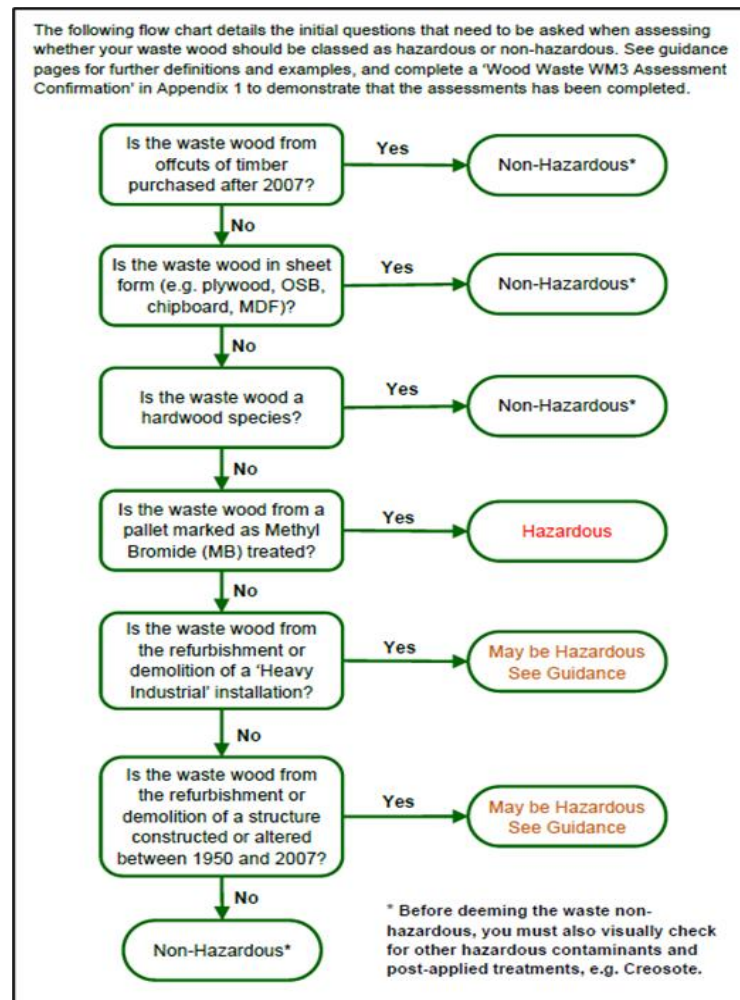 The following flow chart details the initial questions that need to be asked when assessing
whether your waste wood should be classed as hazardous or non-hazardous. See guidance
pages for further definitions and examples, and complete a 'Wood Waste WM3 Assessment
Confirmation' in Appendix 1 to demonstrate that the assessments has been completed.
Is the waste wood from
offcuts of timber
purchased after 2007?
Yes
Non-Hazardous*
No
Is the waste wood in sheet
form (e.g. plywood, OSB,
chipboard, MDF)?
Yes
Non-Hazardous*
No
Is the waste wood a
hardwood species?
Yes
Non-Hazardous*
No
Is the waste wood from a
pallet marked as Methyl
Bromide (MB) treated?
Yes
Hazardous
No
Is the waste wood from
the refurbishment or
demolition of a 'Heavy
Industrial' installation?
Yes
May be Hazardous
See Guidance
No
Is the waste wood from
the refurbishment or
demolition of a structure
constructed or altered
between 1950 and 2007?
Yes
May be Hazardous
See Guidance
No
Non-Hazardous*
* Before deeming the waste non-
hazardous, you must also visually check
for other hazardous contaminants and
post-applied treatments, e.g. Creosote.